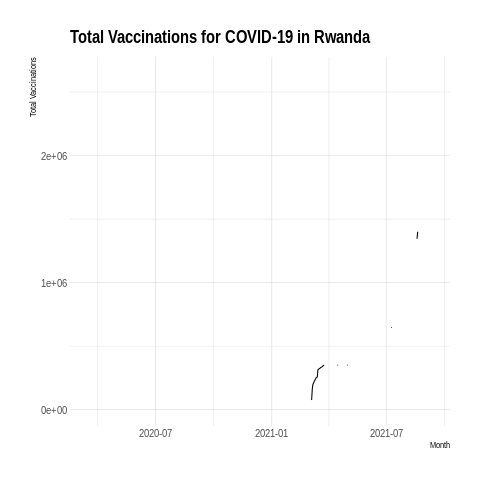 Total Vaccinations for COVID-19 in Rwanda
Total Vaccinations
2e+06
1e+06
0e+00
2020-07
2021-01
2021-07
Month